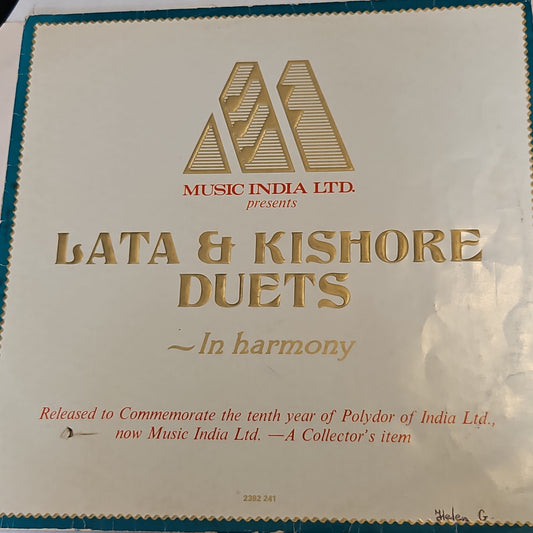 MUSIC INDIA LTD.
presents
LATA & KISHORE
DUETS
~In harmony
Released to Commemorate the tenth year of Polydor of India Ltd.,
now Music India Ltd. —A Collector's item
2392 241
Helen G.